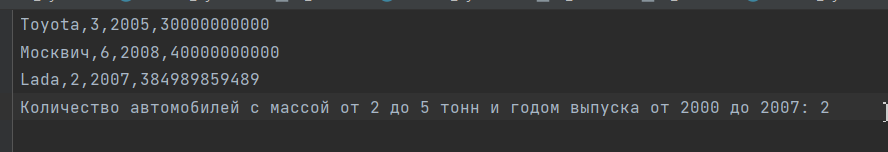 Toyota,3,2005,30000000000
Москвич,6,2008,40000000000
Lada,2,2007,384989859489
Количество автомобилей с массой от 2 до 5 тонн и годом выпуска от 2000 до 2007: 2